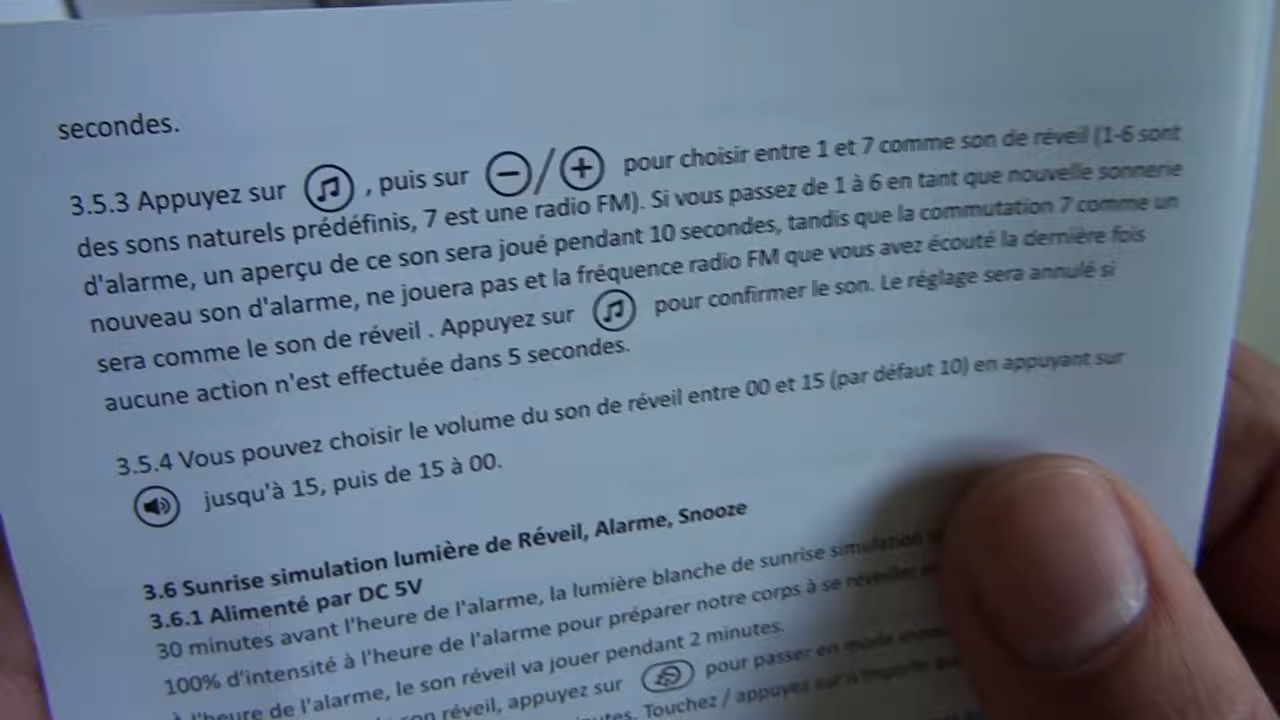 secondes.
3.5.3 Appuyez sur , puis sur −/+ pour choisir entre 1 et 7 comme son de réveil (1-6 sont
des sons naturels prédéfinis, 7 est une radio FM). Si vous passez de 1 à 6 en tant que nouvelle sonnerie
d'alarme, un aperçu de ce son sera joué pendant 10 secondes, tandis que la commutation 7 comme un
nouveau son d'alarme, ne jouera pas et la fréquence radio FM que vous avez écouté la dernière fois
sera comme le son de réveil . Appuyez sur pour confirmer le son. Le réglage sera annulé si
aucune action n'est effectuée dans 5 secondes.
3.5.4 Vous pouvez choisir le volume du son de réveil entre 00 et 15 (par défaut 10) en appuyant sur
jusqu'à 15, puis de 15 à 00.
3.6 Sunrise simulation lumière de Réveil, Alarme, Snooze
3.6.1 Alimenté par DC 5V
30 minutes avant l'heure de l'alarme, la lumière blanche de sunrise simulation
100% d'intensité à l'heure de l'alarme pour préparer notre corps à se réveiller
à l'heure de l'alarme, le son réveil va jouer pendant 2 minutes.
son réveil, appuyez sur pour passer en mode snooze
Touchez / appuyez sur n'importe